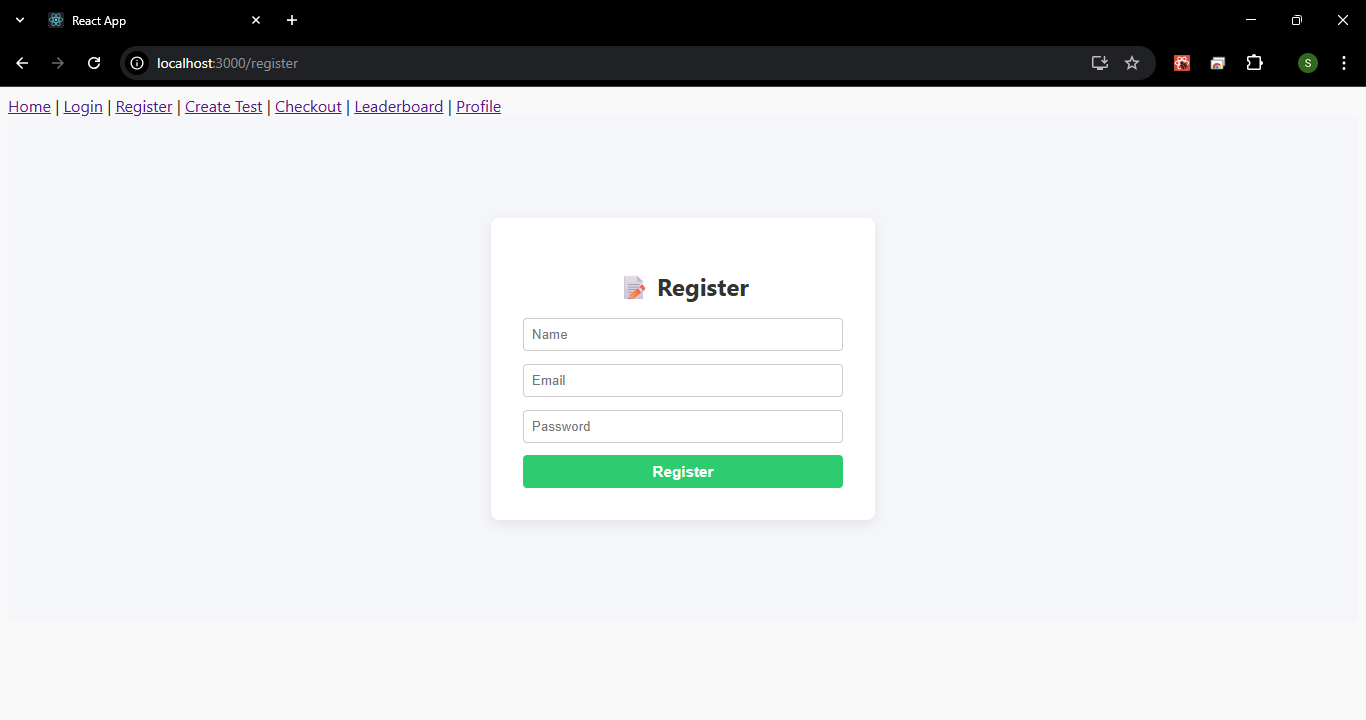 React App
localhost:3000/register
S
Home | Login | Register | Create Test | Checkout | Leaderboard | Profile
📝 Register
Name
Email
Password
Register